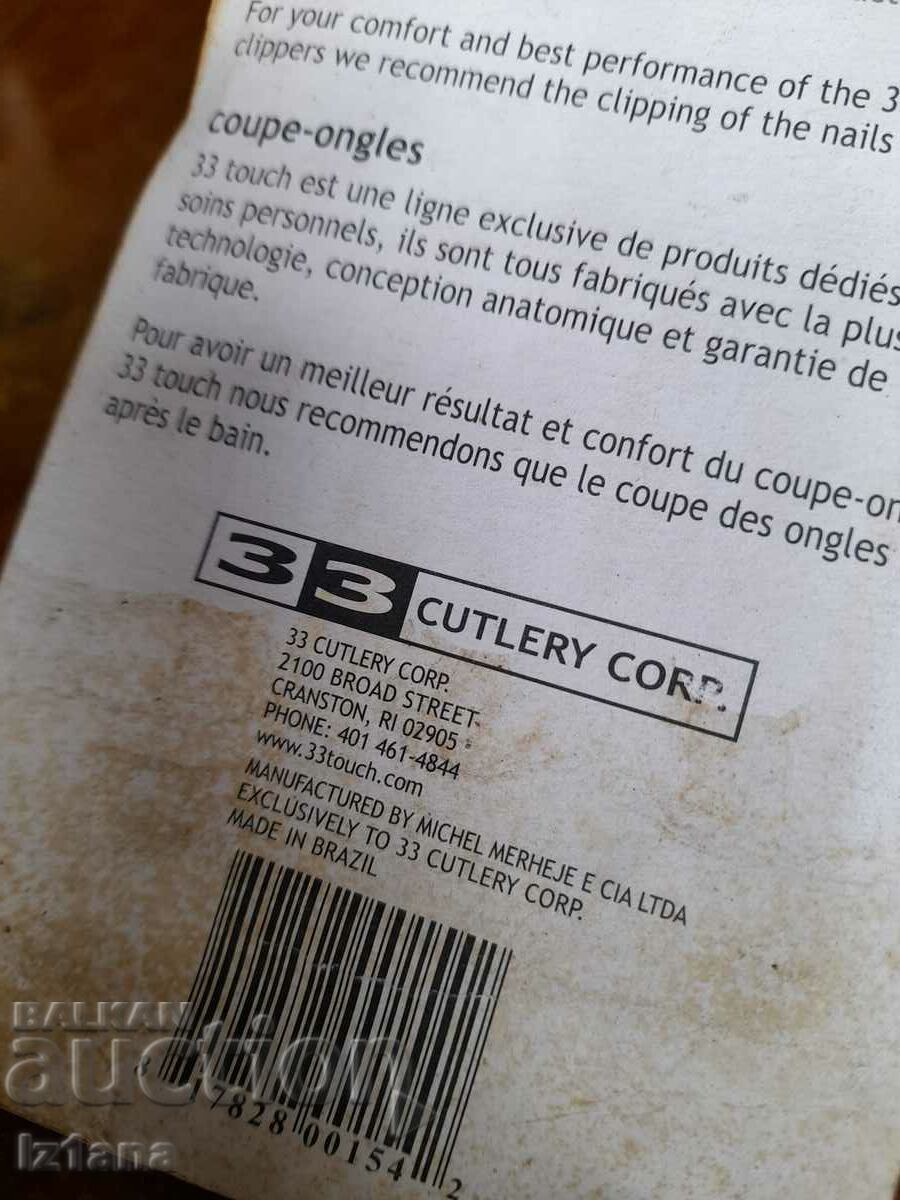 For your comfort and best performance of the 3
clippers we recommend the clipping of the nails
coupe-ongles
33 touch est une ligne exclusive de produits dédiés
soins personnels, ils sont tous fabriqués avec la plus
technologie, conception anatomique et garantie de
fabrique.
Pour avoir un meilleur résultat et confort du coupe-on
33 touch nous recommendons que le coupe des ongles
après le bain.
33 CUTLERY CORP.
33 CUTLERY CORP.
2100 BROAD STREET
CRANSTON, RI 02905
PHONE: 401 461-4844
www.33touch.com
MANUFACTURED BY MICHEL MERHEJE E CIA LTDA
EXCLUSIVELY TO 33 CUTLERY CORP.
MADE IN BRAZIL
17828 00154 2
BALKAN
auction
Iz1ana